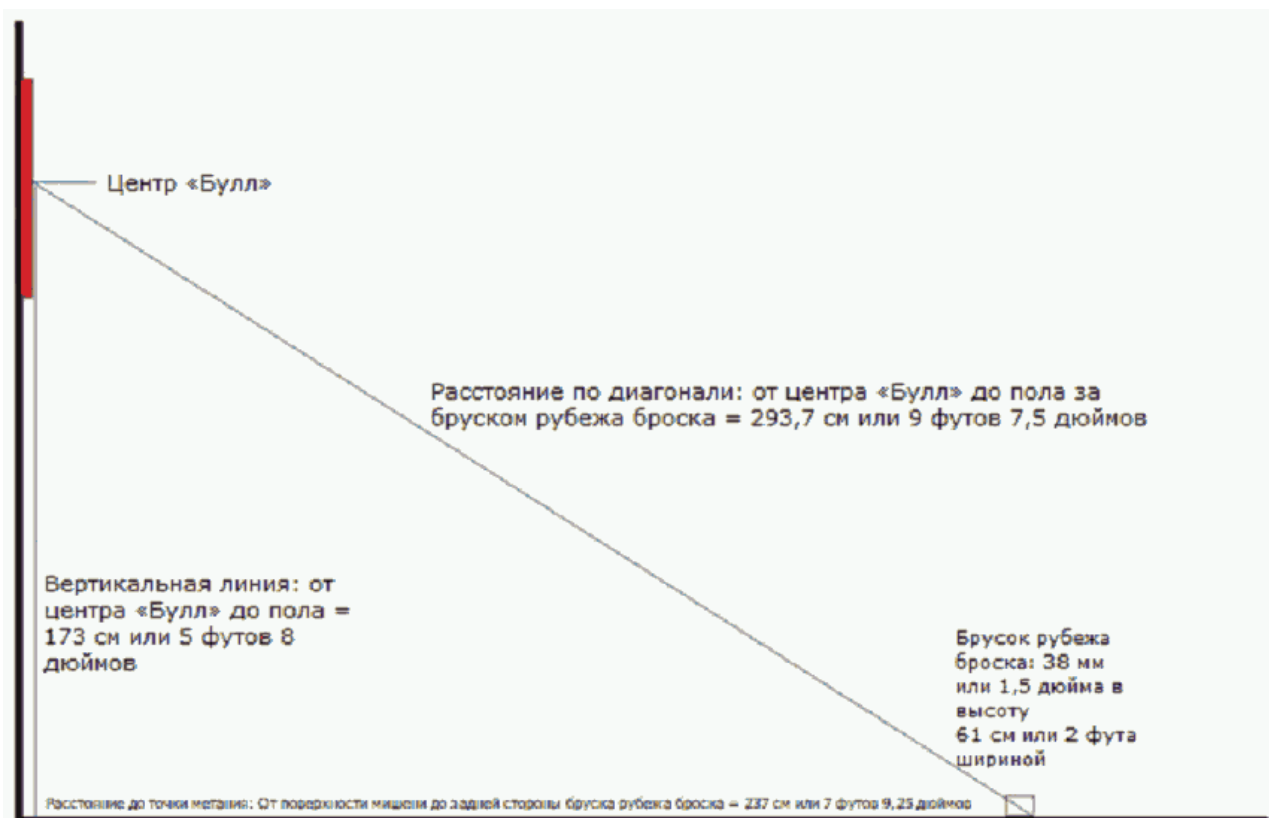 Центр «Булл»
Расстояние по диагонали: от центра «Булл» до пола за
бруском рубежа броска = 293,7 см или 9 футов 7,5 дюймов
Вертикальная линия: от
центра «Булл» до пола =
173 см или 5 футов 8
дюймов
Брусок рубежа
броска: 38 мм
или 1,5 дюйма в
высоту
61 см или 2 фута
шириной
Расстояние до точки метания: От поверхности мишени до задней стороны бруска рубежа броска = 237 см или 7 футов 9,25 дюймов